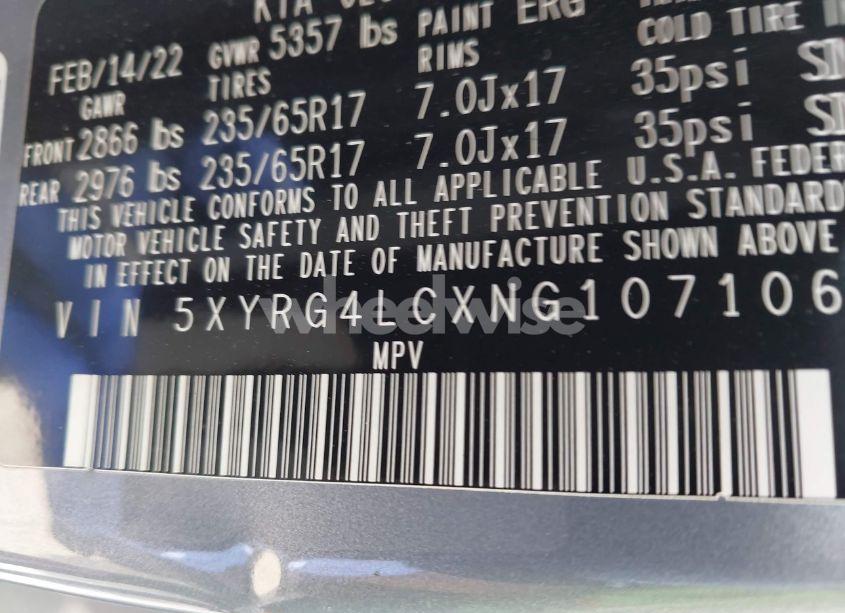 KIA
FEB/14/22 GVWR 5357 lbs PAINT ERG
GAWR TIRES RIMS COLD TIRE
FRONT 2866 lbs 235/65R17 7.0Jx17 35psi
REAR 2976 lbs 235/65R17 7.0Jx17 35psi
THIS VEHICLE CONFORMS TO ALL APPLICABLE U.S.A. FEDER
MOTOR VEHICLE SAFETY AND THEFT PREVENTION STANDARD
IN EFFECT ON THE DATE OF MANUFACTURE SHOWN ABOVE
VIN 5XYRG4LCXNG107106
wheelwise
MPV